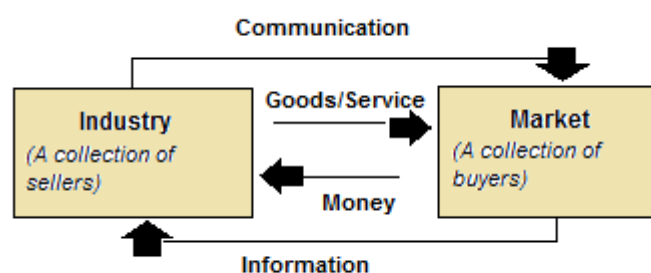 Communication
Goods/Service
Industry
(A collection of
sellers)
Market
(A collection of
buyers)
Money
Information